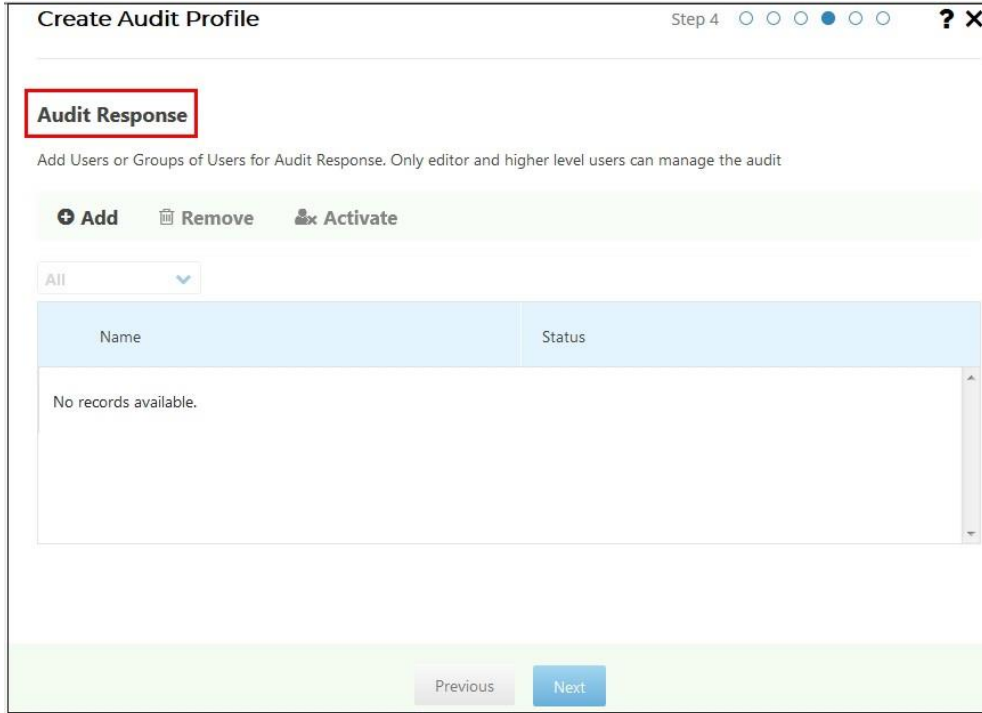 Create Audit Profile
Step 4
?
Audit Response
Add Users or Groups of Users for Audit Response. Only editor and higher level users can manage the audit
Add Remove Activate
All
Name Status
No records available.
Previous Next